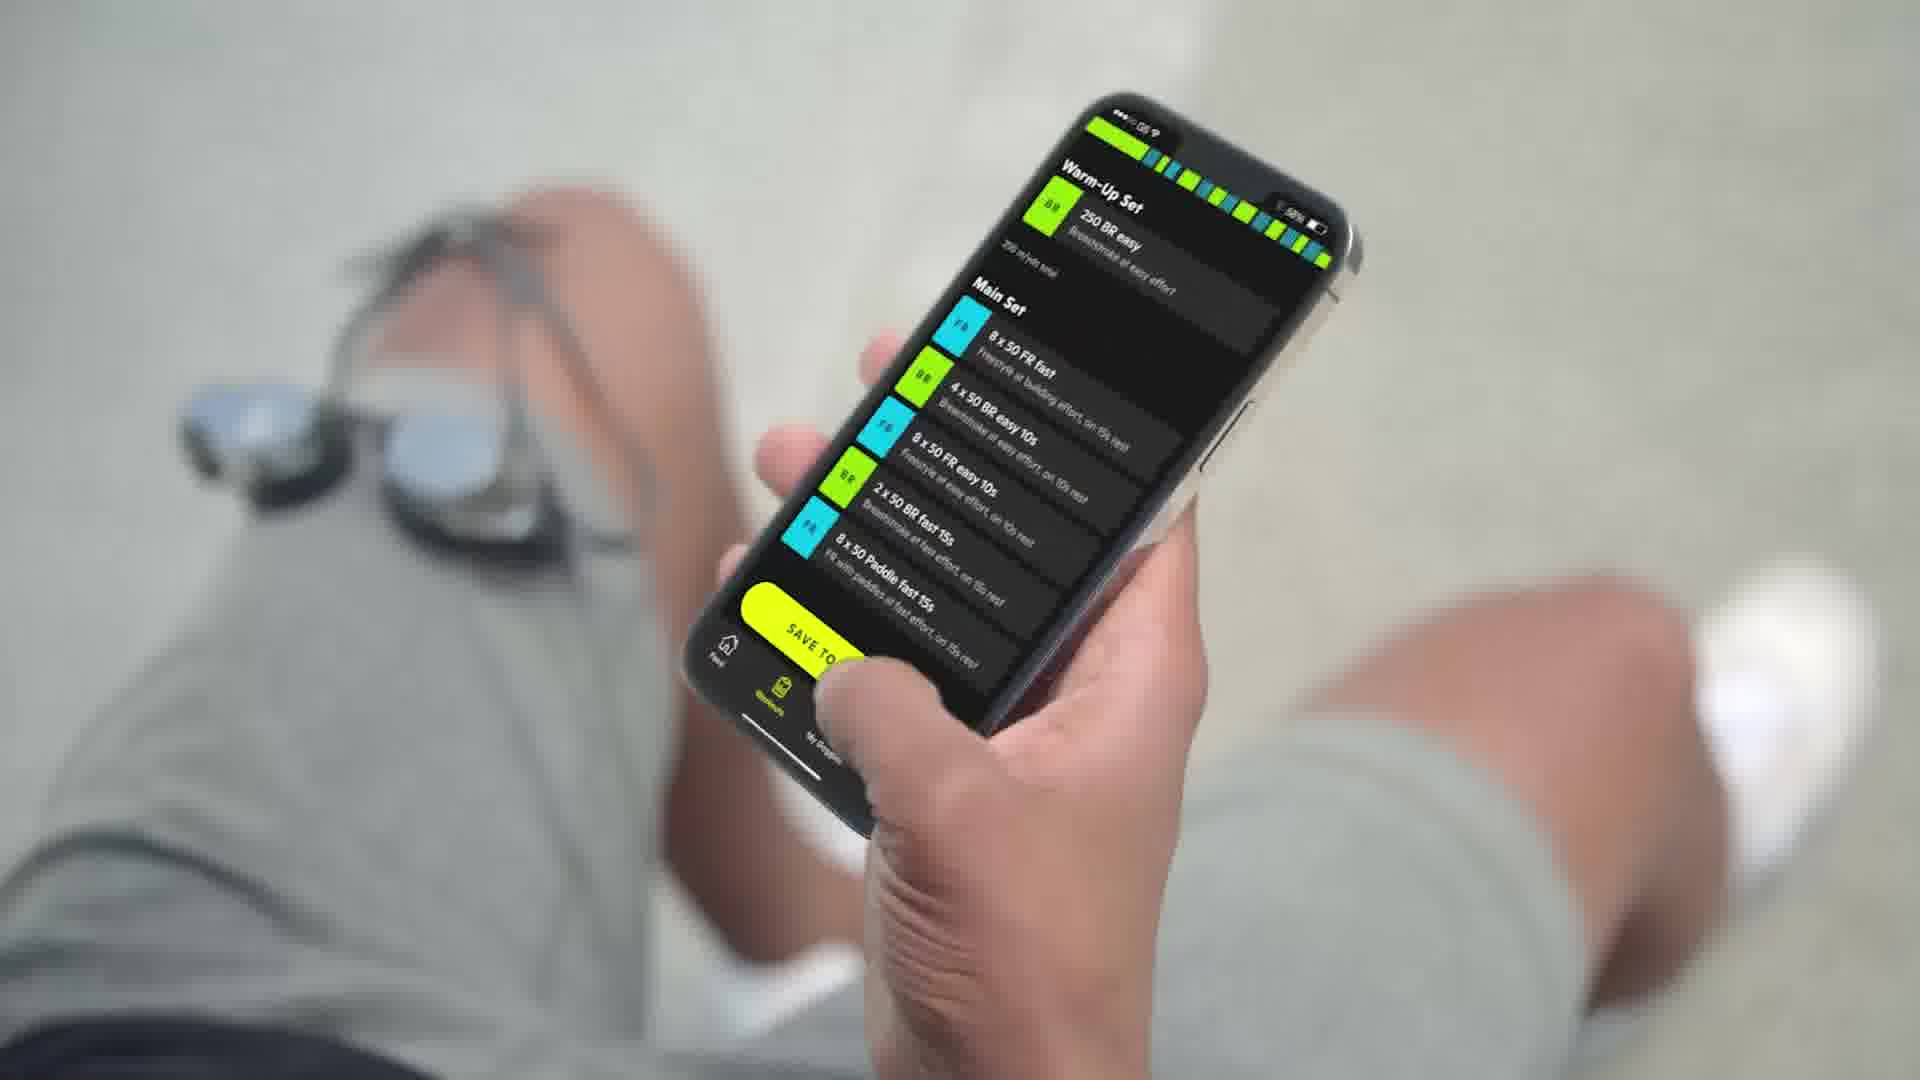 58%
Warm-Up Set
BR
250 BR easy
Breaststroke at easy effort
250 m/yds total
Main Set
FR
8 x 50 FR fast
Freestyle at building effort, on 15s rest
BR
4 x 50 BR easy 10s
Breaststroke at easy effort, on 10s rest
FR
8 x 50 FR easy 10s
Freestyle at easy effort, on 10s rest
BR
2 x 50 BR fast 15s
Breaststroke at fast effort, on 15s rest
FR
8 x 50 Paddle fast 15s
FR with paddles at fast effort, on 15s rest
SAVE TO
Feed
Workouts
My